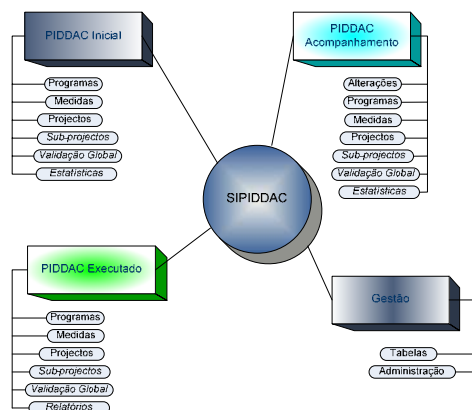 PIDDAC Inicial
Programas
Medidas
Projectos
Sub-projectos
Validação Global
Estatísticas
PIDDAC
Acompanhamento
Alterações
Programas
Medidas
Projectos
Sub-projectos
Validação Global
Estatísticas
SIPIDDAC
PIDDAC Executado
Programas
Medidas
Projectos
Sub-projectos
Validação Global
Relatórios
Gestão
Tabelas
Administração